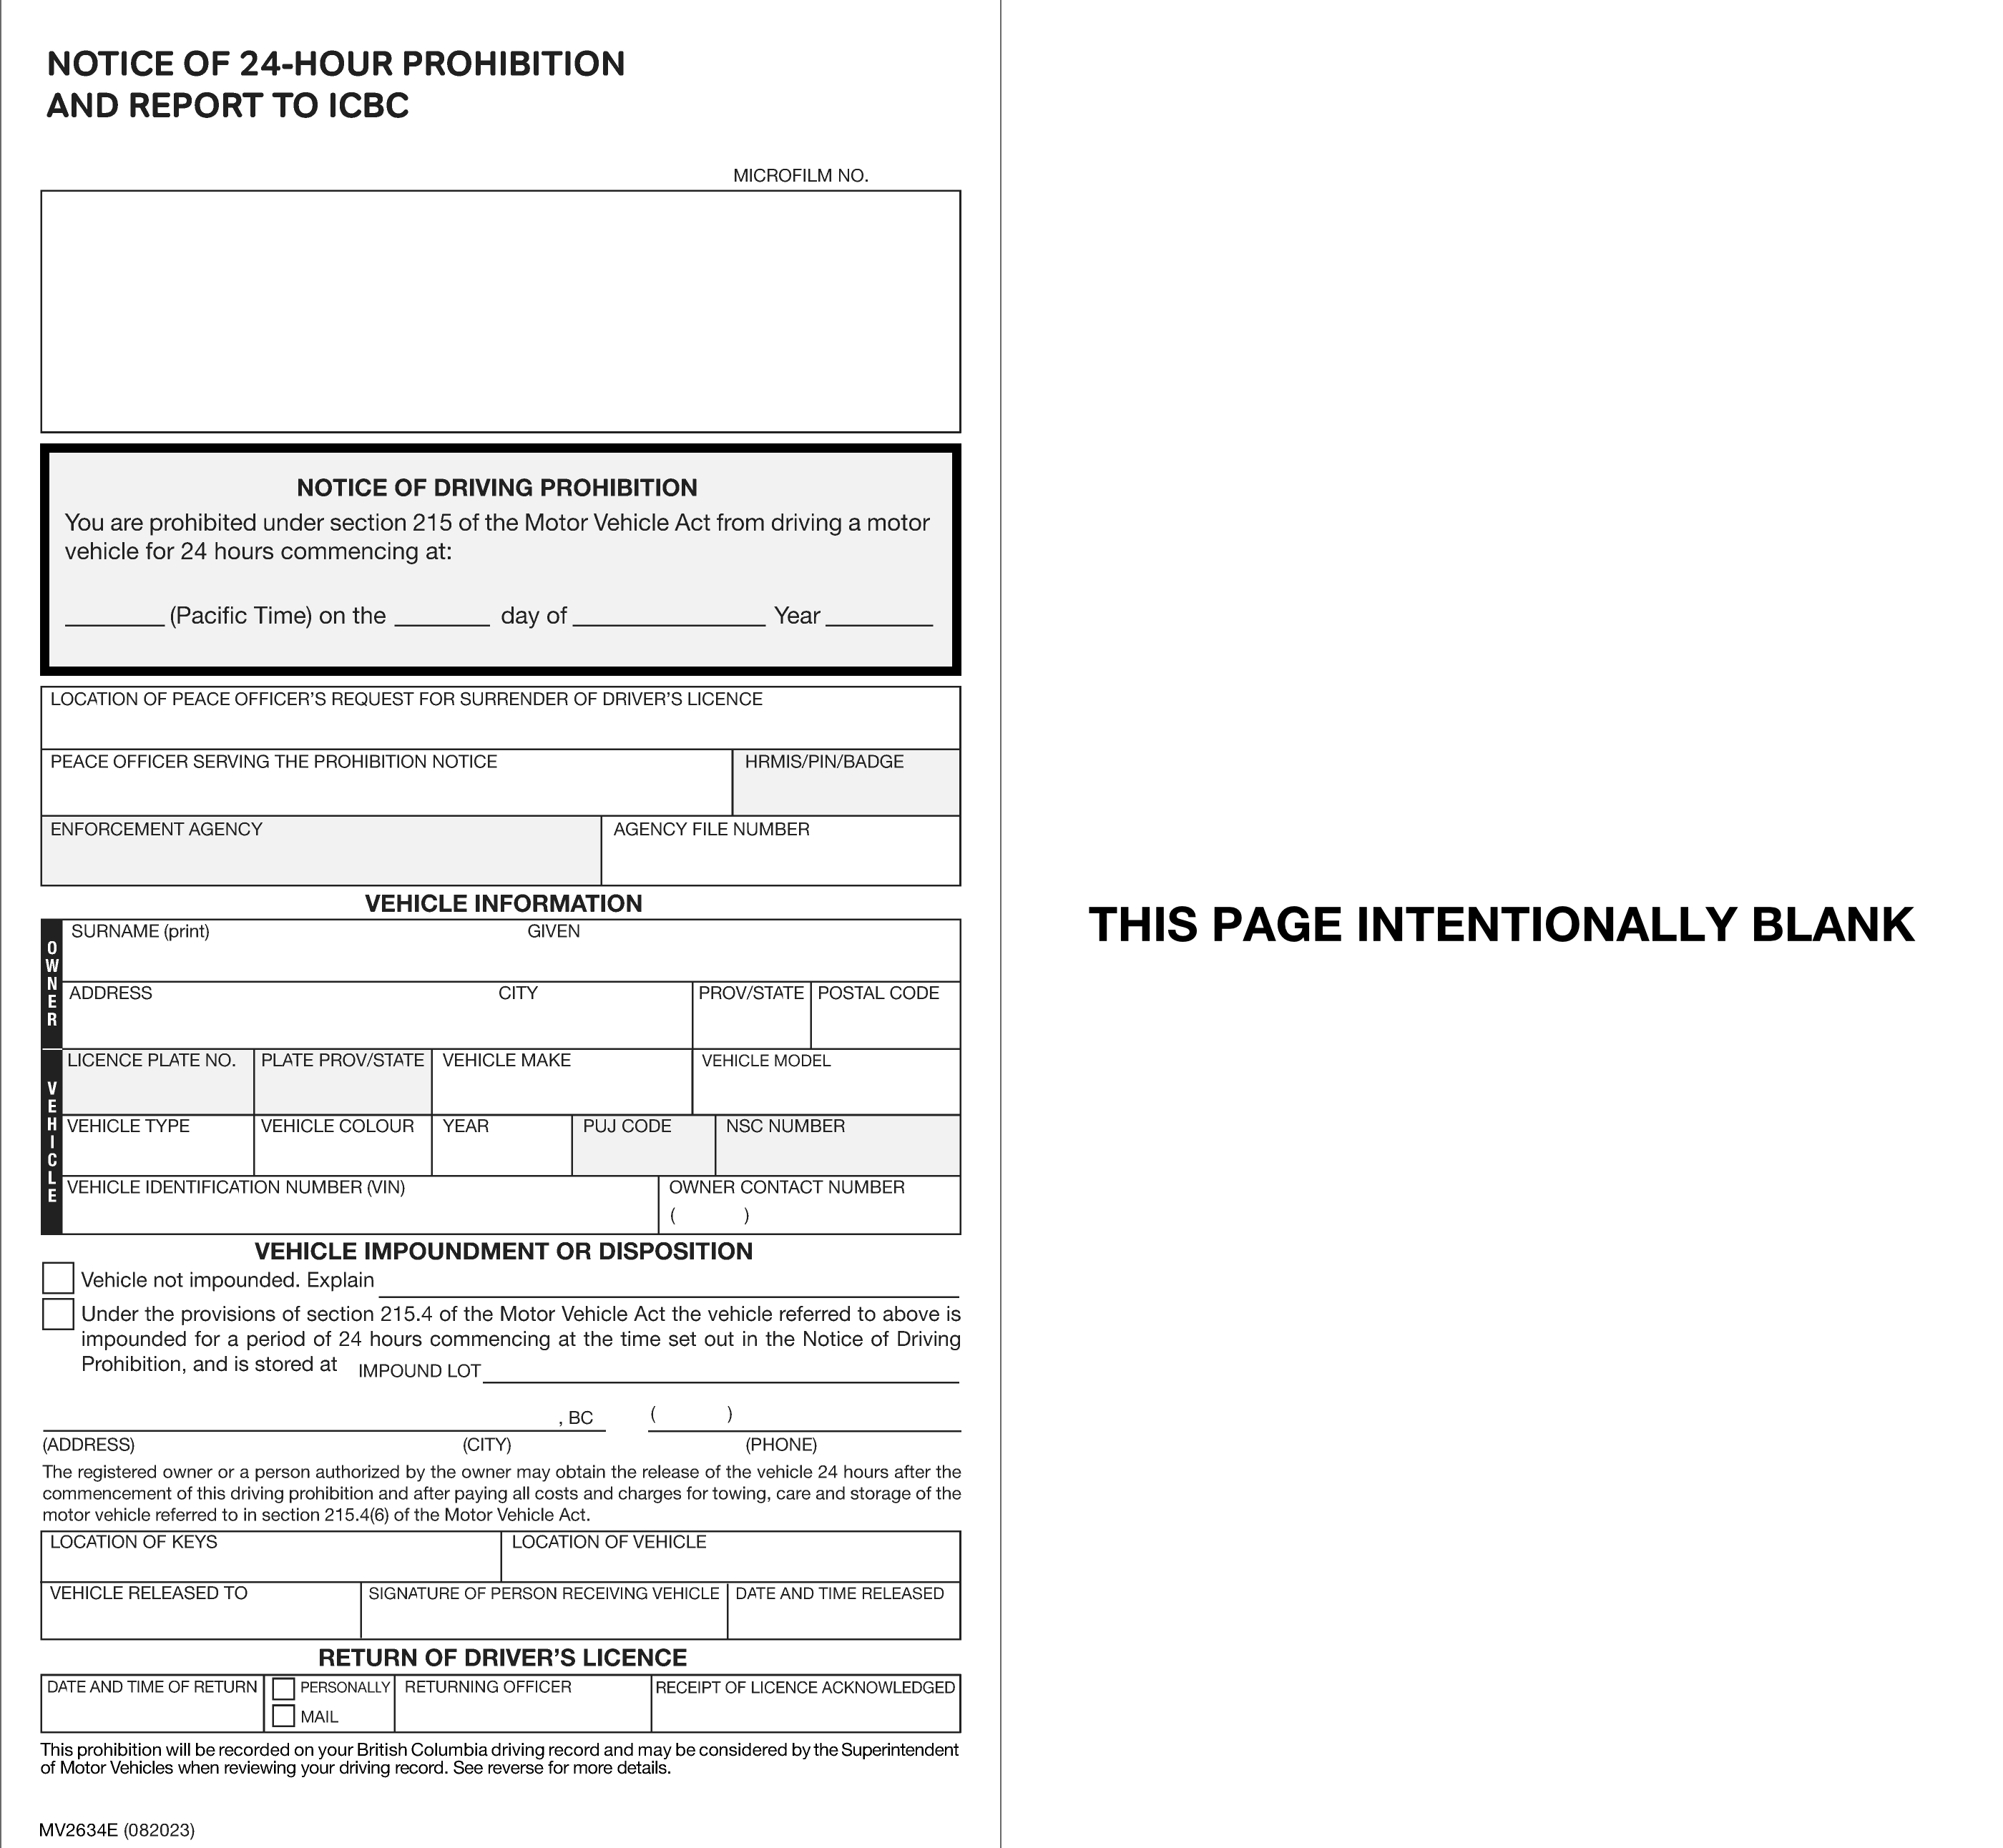 NOTICE OF 24-HOUR PROHIBITION
AND REPORT TO ICBC
MICROFILM NO.
NOTICE OF DRIVING PROHIBITION
You are prohibited under section 215 of the Motor Vehicle Act from driving a motor
vehicle for 24 hours commencing at:
________ (Pacific Time) on the ________ day of ________________ Year _________
LOCATION OF PEACE OFFICER’S REQUEST FOR SURRENDER OF DRIVER’S LICENCE
PEACE OFFICER SERVING THE PROHIBITION NOTICE HRMIS/PIN/BADGE
ENFORCEMENT AGENCY AGENCY FILE NUMBER
VEHICLE INFORMATION
OWNER
SURNAME (print) GIVEN
ADDRESS CITY PROV/STATE POSTAL CODE
VEHICLE
LICENCE PLATE NO. PLATE PROV/STATE VEHICLE MAKE VEHICLE MODEL
VEHICLE TYPE VEHICLE COLOUR YEAR PUJ CODE NSC NUMBER
VEHICLE IDENTIFICATION NUMBER (VIN) OWNER CONTACT NUMBER
( )
VEHICLE IMPOUNDMENT OR DISPOSITION
Vehicle not impounded. Explain
Under the provisions of section 215.4 of the Motor Vehicle Act the vehicle referred to above is
impounded for a period of 24 hours commencing at the time set out in the Notice of Driving
Prohibition, and is stored at IMPOUND LOT
, BC ( )
(ADDRESS) (CITY) (PHONE)
The registered owner or a person authorized by the owner may obtain the release of the vehicle 24 hours after the
commencement of this driving prohibition and after paying all costs and charges for towing, care and storage of the
motor vehicle referred to in section 215.4(6) of the Motor Vehicle Act.
LOCATION OF KEYS LOCATION OF VEHICLE
VEHICLE RELEASED TO SIGNATURE OF PERSON RECEIVING VEHICLE DATE AND TIME RELEASED
RETURN OF DRIVER’S LICENCE
DATE AND TIME OF RETURN PERSONALLY RETURNING OFFICER RECEIPT OF LICENCE ACKNOWLEDGED
MAIL
This prohibition will be recorded on your British Columbia driving record and may be considered by the Superintendent
of Motor Vehicles when reviewing your driving record. See reverse for more details.
MV2634E (082023)
THIS PAGE INTENTIONALLY BLANK